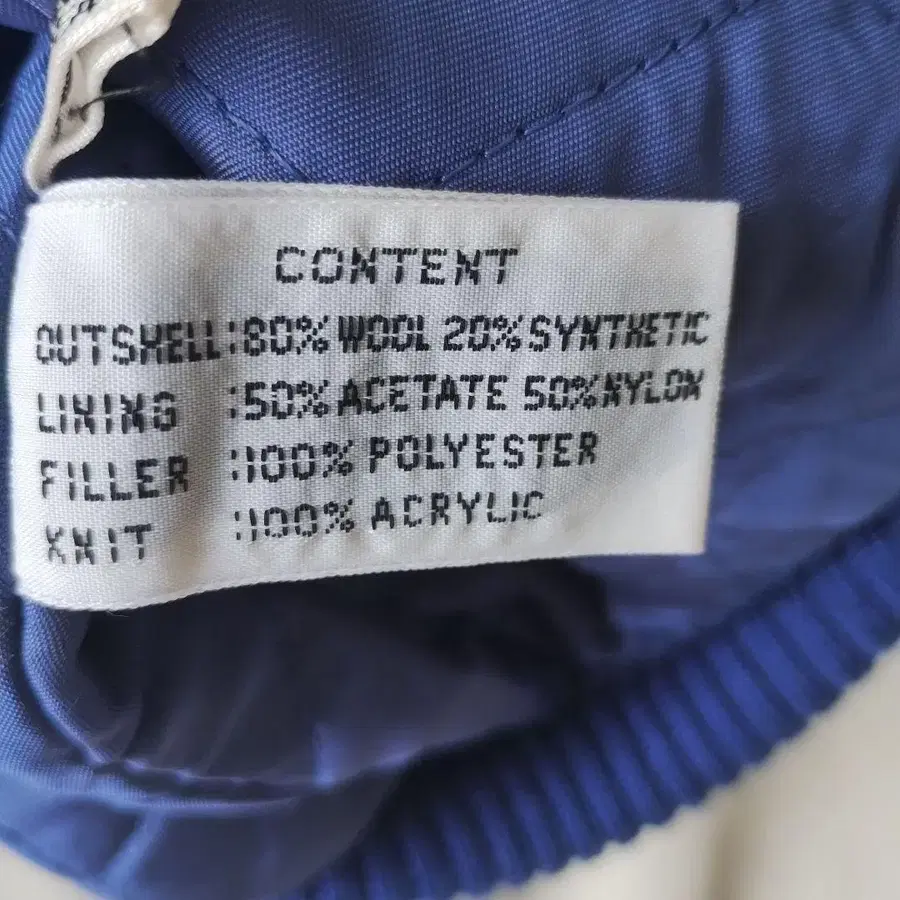 CONTENT
OUTSHELL:80% WOOL 20% SYNTHETIC
LINING :50% ACETATE 50% NYLON
FILLER :100% POLYESTER
KNIT :100% ACRYLIC